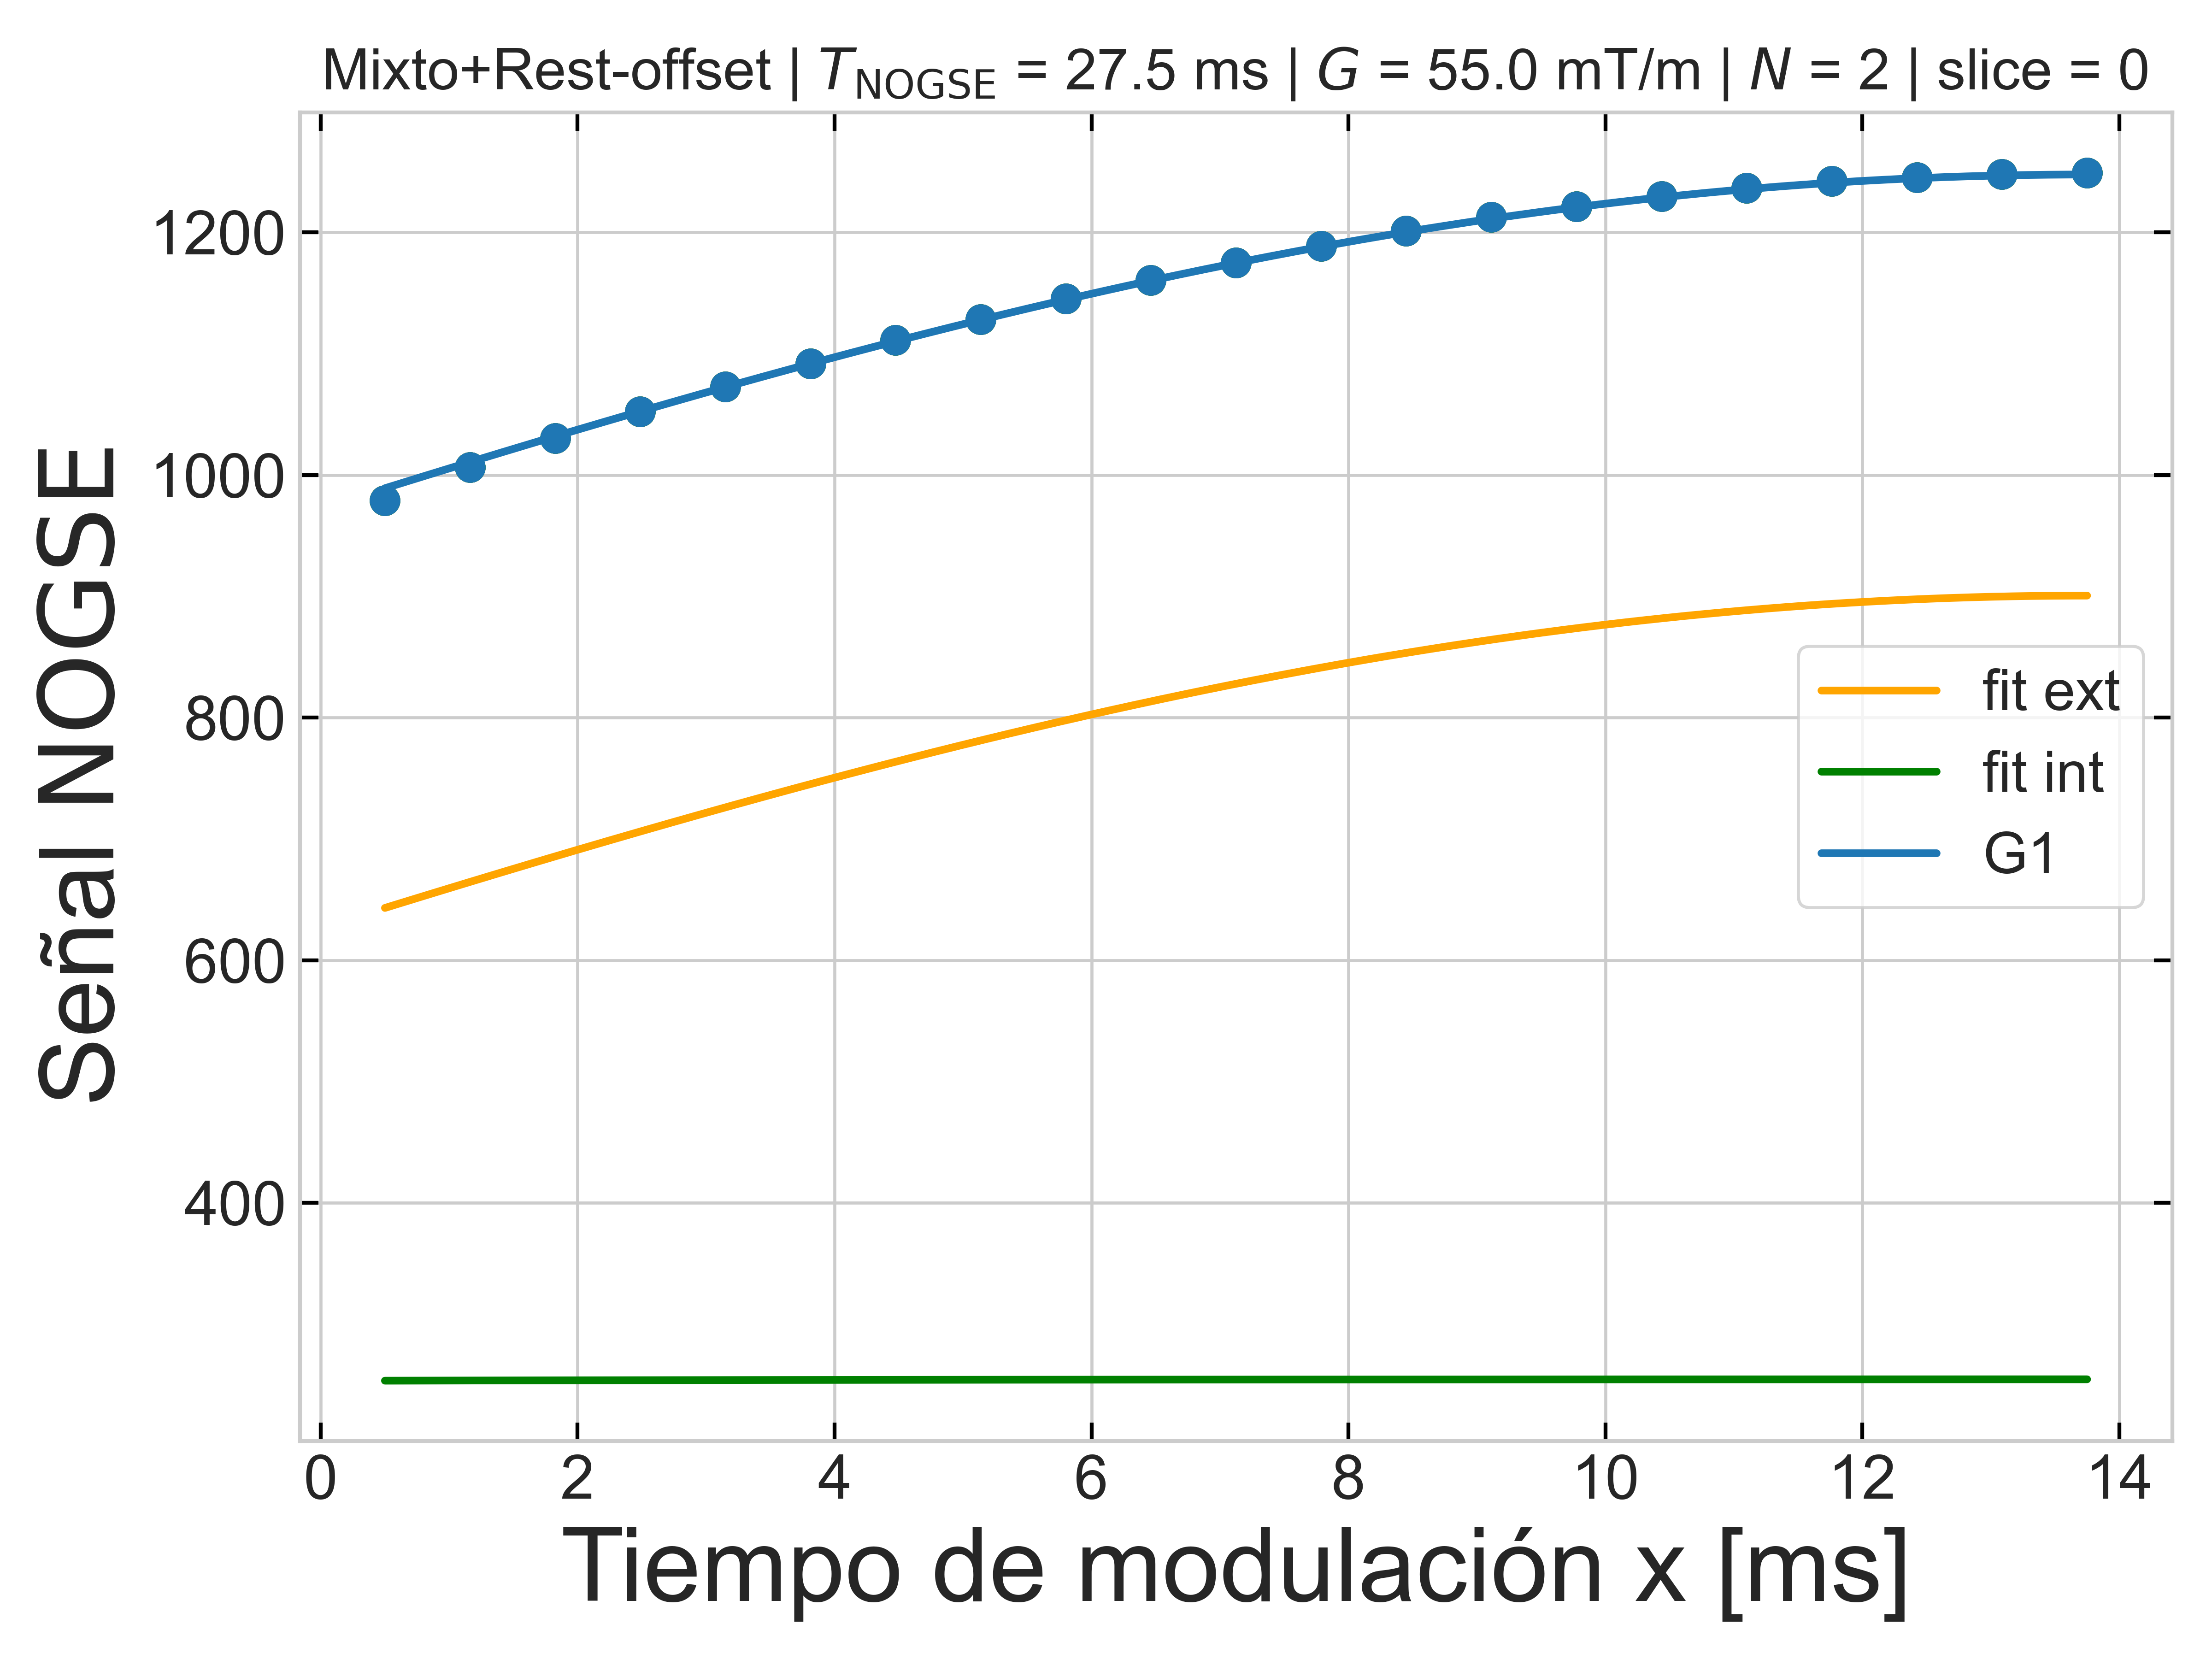 Mixto+Rest-offset | T_NOGSE = 27.5 ms | G = 55.0 mT/m | N = 2 | slice = 0
Señal NOGSE
1200
1000
800
600
400
fit ext
fit int
G1
0 2 4 6 8 10 12 14
Tiempo de modulación x [ms]